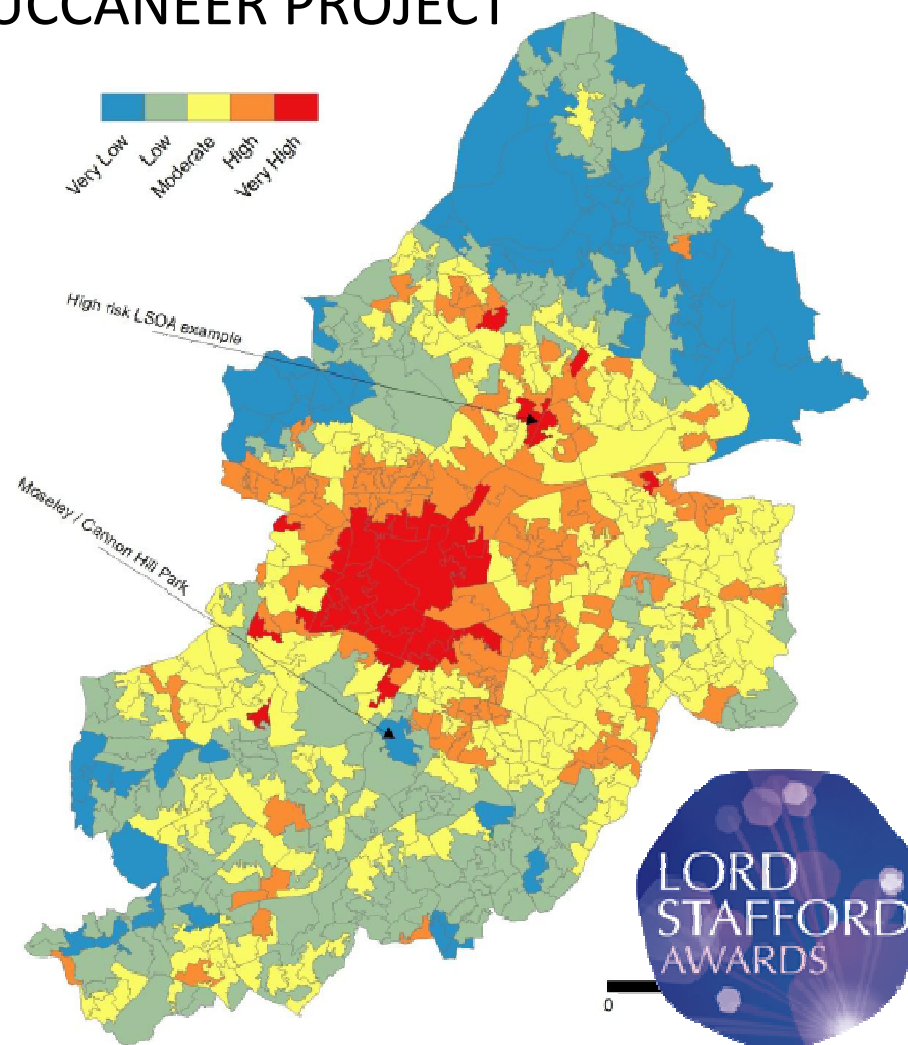 UCCANEER PROJECT
Very Low
Low
Moderate
High
Very High
High risk LSOA example
Moseley / Cannon Hill Park
LORD
STAFFORD
AWARDS
0